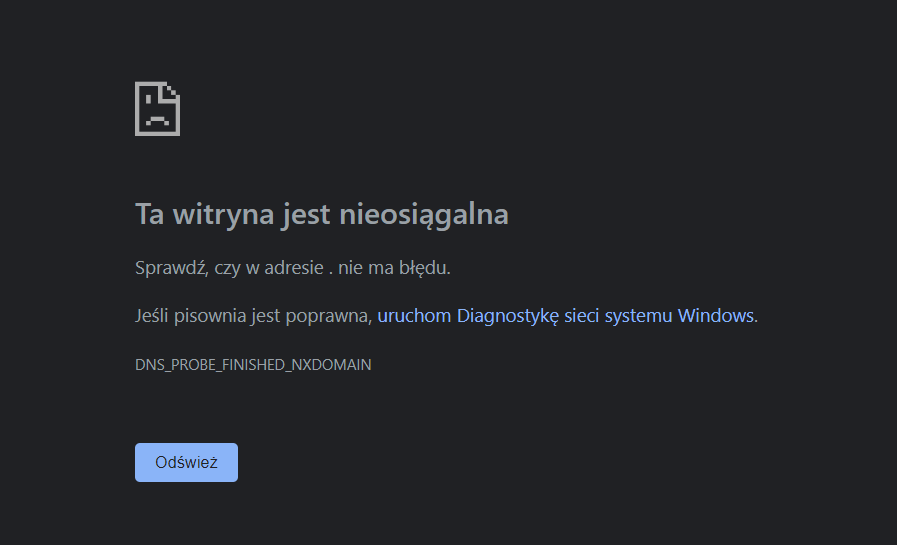 Ta witryna jest nieosiągalna
Sprawdź, czy w adresie . nie ma błędu.
Jeśli pisownia jest poprawna, uruchom Diagnostykę sieci systemu Windows.
DNS_PROBE_FINISHED_NXDOMAIN
Odśwież